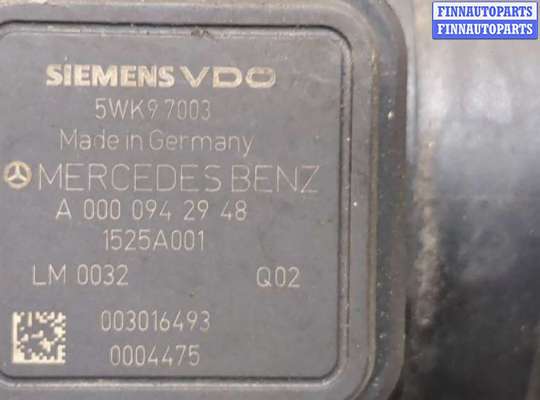 FINNAUTOPARTS
FINNAUTOPARTS
SIEMENS VDO
5WK9 7003
Made in Germany
MERCEDES BENZ
A 000 094 29 48
1525A001
LM 0032 Q02
003016493
0004475